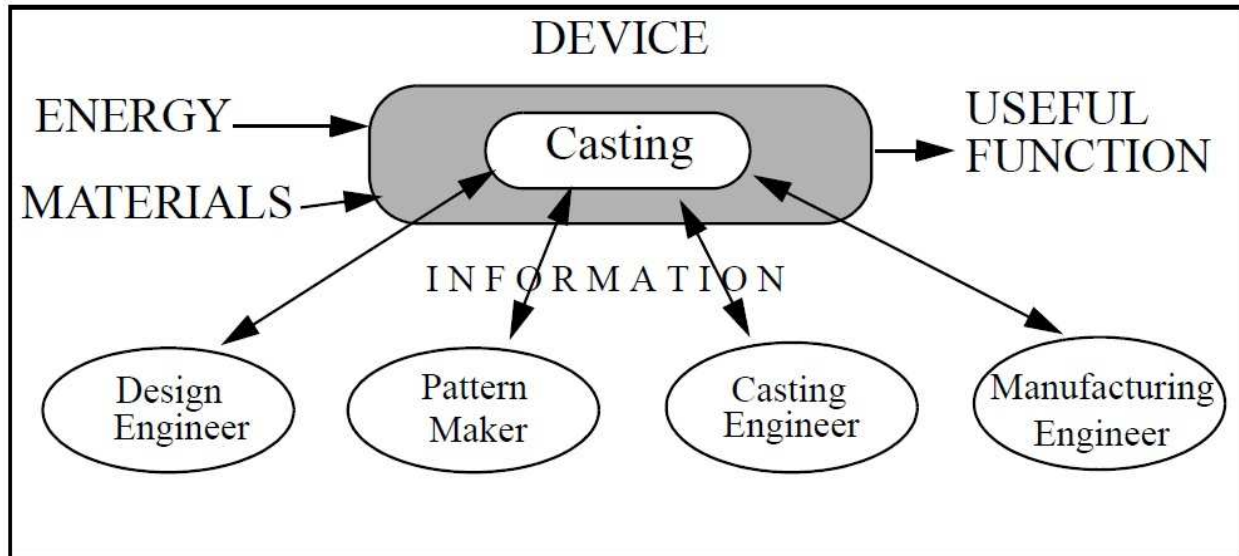 DEVICE
ENERGY
MATERIALS
Casting
USEFUL
FUNCTION
INFORMATION
Design
Engineer
Pattern
Maker
Casting
Engineer
Manufacturing
Engineer